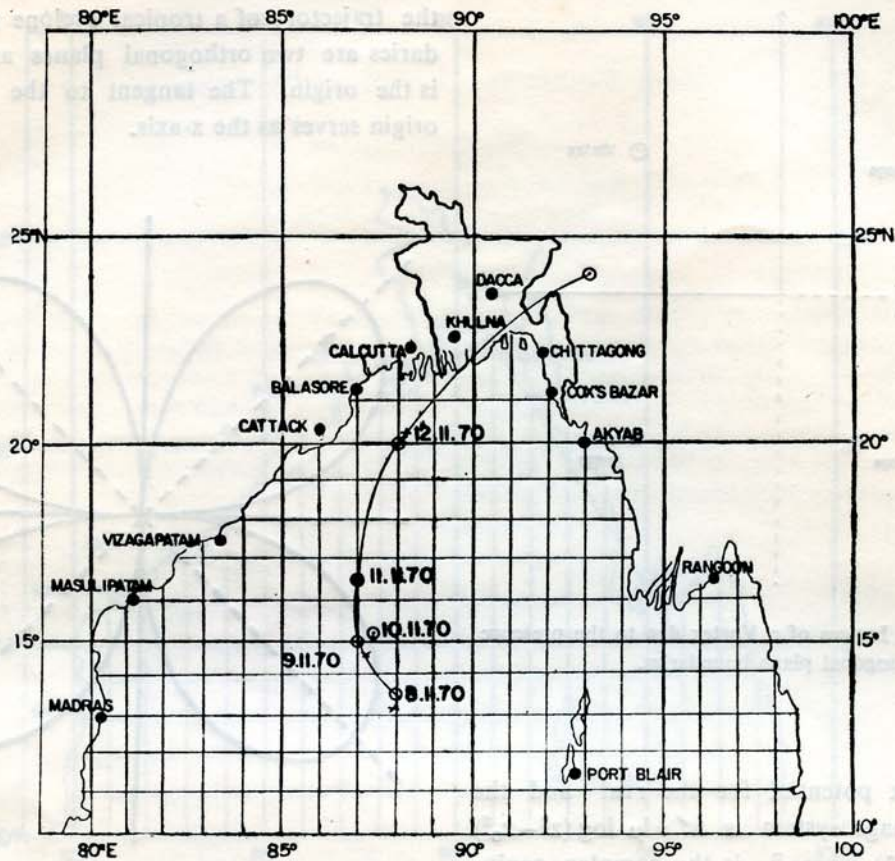 80°E 85° 90° 95° 100°E
25°N 25°N
DACCA
KHULNA
CALCUTTA CHITTAGONG
BALASORE COX'S BAZAR
CATTACK 12.11.70 AKYAB
20° 20°
VIZAGAPATAM
11.11.70 RANGOON
MASULIPATAM
10.11.70
15° 15°
9.11.70
8.11.70
MADRAS
PORT BLAIR
10°
80°E 85° 90° 95° 100
the trajectory of a tropical cyclone
daries are two orthogonal planes
is the origin. The tangent to the
origin serves as the x-axis.